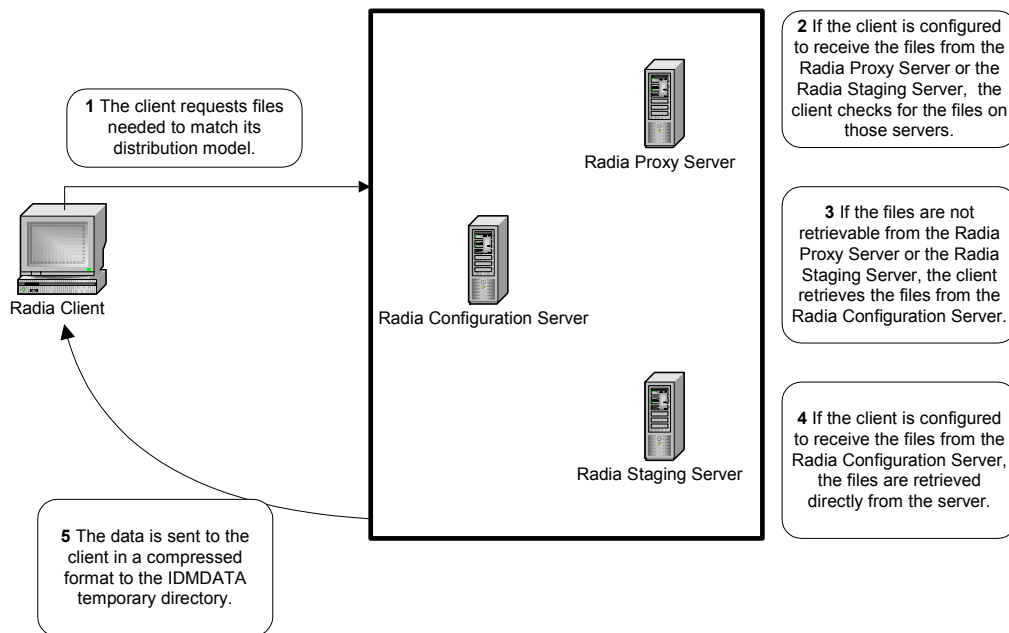 1 The client requests files
needed to match its
distribution model.
Radia Client
Radia Proxy Server
Radia Configuration Server
Radia Staging Server
2 If the client is configured
to receive the files from the
Radia Proxy Server or the
Radia Staging Server, the
client checks for the files on
those servers.
3 If the files are not
retrievable from the Radia
Proxy Server or the Radia
Staging Server, the client
retrieves the files from the
Radia Configuration Server.
4 If the client is configured
to receive the files from the
Radia Configuration Server,
the files are retrieved
directly from the server.
5 The data is sent to the
client in a compressed
format to the IDMDATA
temporary directory.